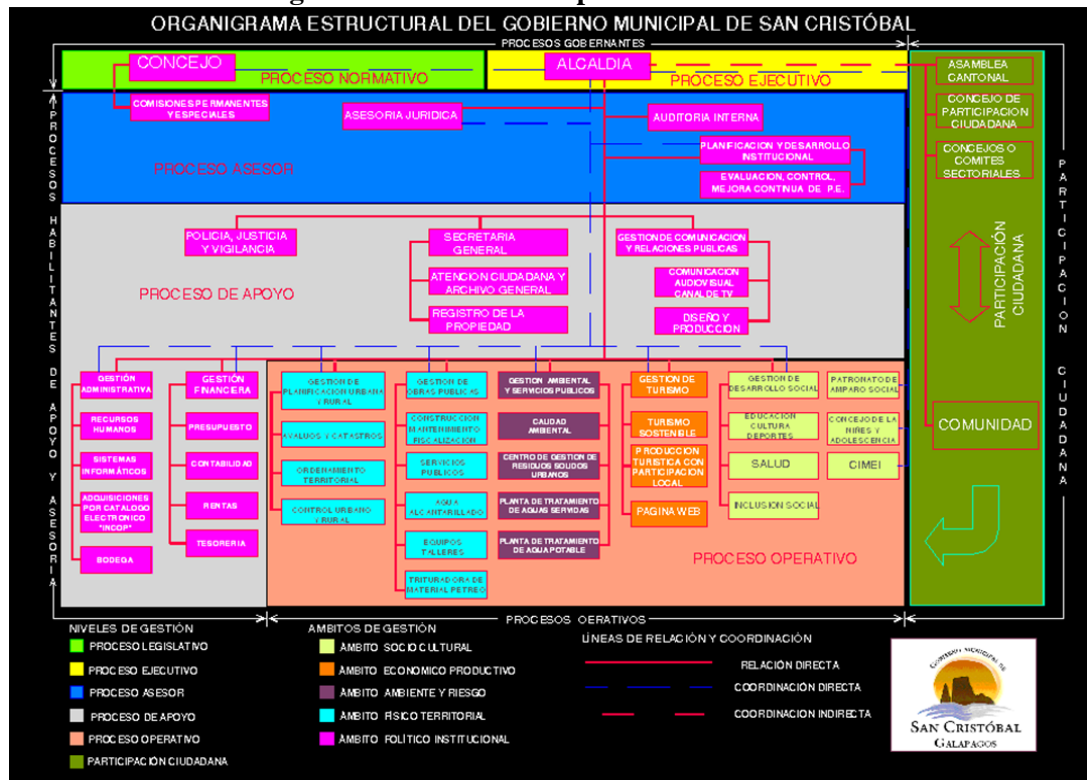 ORGANIGRAMA ESTRUCTURAL DEL GOBIERNO MUNICIPAL DE SAN CRISTÓBAL
PROCESOS GOBERNANTES
CONCEJO
PROCESO NORMATIVO
ALCALDIA
PROCESO EJECUTIVO
ASAMBLEA
CANTONAL
COMISIONES PERMANENTES
Y ESPECIALES
ASESORIA JURIDICA
AUDITORIA INTERNA
CONCEJO DE
PARTICIPACION
CIUDADANA
PLANIFICACION Y DESARROLLO
INSTITUCIONAL
CONCEJOS O
COMITES
SECTORIALES
PROCESO ASESOR
EVALUACION, CONTROL,
MEJORA CONTINUA DE P.E.
PROCESOS HABILITANTES DE APOYO Y ASESORIA
PARTICIPACION CIUDADANA
POLICIA, JUSTICIA
Y VIGILANCIA
SECRETARIA
GENERAL
GESTION DE COMUNICACION
Y RELACIONES PUBLICAS
ATENCION CIUDADANA Y
ARCHIVO GENERAL
COMUNICACION
AUDIOVISUAL
CANAL DE TV
PROCESO DE APOYO
REGISTRO DE LA
PROPIEDAD
DISEÑO Y
PRODUCCION
PARTICIPACIÓN
CIUDADANA
GESTIÓN
ADMINISTRATIVA
RECURSOS
HUMANOS
SISTEMAS
INFORMÁTICOS
ADQUISICIONES
POR CATALOGO
ELECTRONICO
"INCOP"
BODEGA
GESTIÓN
FINANCIERA
PRESUPUESTO
CONTABILIDAD
RENTAS
TESORERIA
GESTION DE
PLANIFICACION URBANA
Y RURAL
AVALUOS Y CATASTROS
ORDENAMIENTO
TERRITORIAL
CONTROL URBANO
Y RURAL
GESTION DE
OBRAS PUBLICAS
CONSTRUCCION
MANTENIMIENTO
FISCALIZACION
SERVICIOS
PUBLICOS
AGUA
ALCANTARILLADO
EQUIPOS
TALLERES
TRITURADORA DE
MATERIAL PETREO
GESTION AMBIENTAL
Y SERVICIOS PUBLICOS
CALIDAD
AMBIENTAL
CENTRO DE GESTION DE
RESIDUOS SOLIDOS
URBANOS
PLANTA DE TRATAMIENTO
DE AGUAS SERVIDAS
PLANTA DE TRATAMIENTO
DE AGUA POTABLE
GESTION DE
TURISMO
TURISMO
SOSTENIBLE
PRODUCCION
TURISTICA CON
PARTICIPACION
LOCAL
PAGINA WEB
GESTION DE
DESARROLLO SOCIAL
EDUCACION
CULTURA
DEPORTES
SALUD
INCLUSION SOCIAL
PATRONATO DE
AMPARO SOCIAL
CONCEJO DE LA
NIÑES Y
ADOLESCENCIA
CIMEI
COMUNIDAD
PROCESO OPERATIVO
PROCESOS OERATIVOS
NIVELES DE GESTIÓN
PROCESO LEGISLATIVO
PROCESO EJECUTIVO
PROCESO ASESOR
PROCESO DE APOYO
PROCESO OPERATIVO
PARTICIPACIÓN CIUDADANA
AMBITOS DE GESTIÓN
ÁMBITO SOCIO CULTURAL
ÁMBITO ECONOMICO PRODUCTIVO
ÁMBITO AMBIENTE Y RIESGO
ÁMBITO FÍSICO TERRITORIAL
ÁMBITO POLÍTICO INSTITUCIONAL
LÍNEAS DE RELACIÓN Y COORDINACIÓN
RELACIÓN DIRECTA
COORDINACIÓN DIRECTA
COORDINACION INDIRECTA
GOBIERNO MUNICIPAL DE
SAN CRISTÓBAL
GALAPAGOS